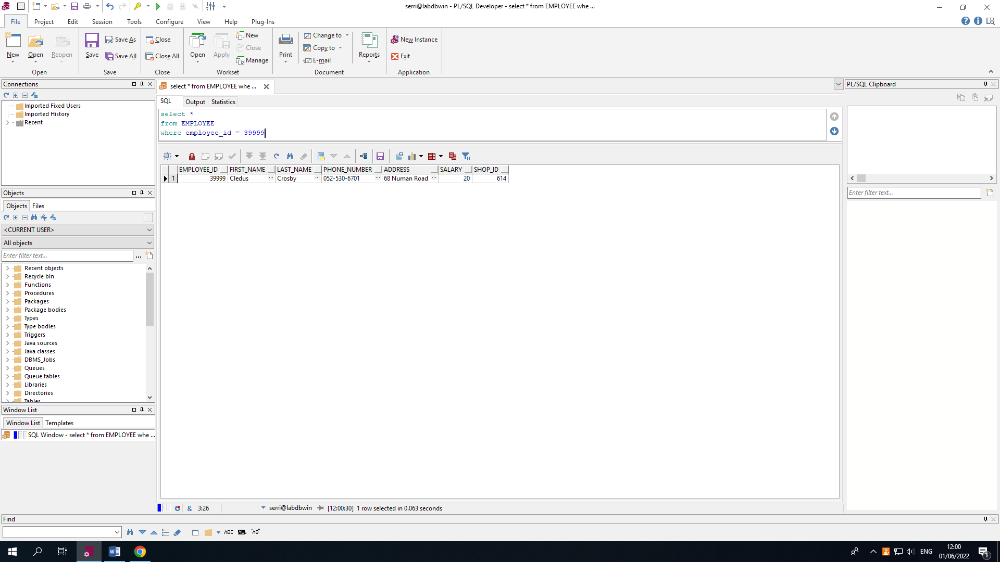 serri@labdbwin - PL/SQL Developer - select * from EMPLOYEE whe ...
File Project Edit Session Tools Configure View Help Plug-Ins
New Open Reopen
Open
Save Save As Save All
Save
Close Close All
Close
Open Apply New Close Manage
Workset
Print Change to Copy to E-mail
Document
Reports
New Instance
Exit
Application
Connections
Imported Fixed Users
Imported History
Recent
Objects
Objects Files
<CURRENT USER>
All objects
Enter filter text...
Recent objects
Recycle bin
Functions
Procedures
Packages
Package bodies
Types
Type bodies
Triggers
Java sources
Java classes
DBMS_Jobs
Queues
Queue tables
Libraries
Directories
Tables
Window List
Window List Templates
SQL Window - select * from EMPLOYEE whe ...
select * from EMPLOYEE whe ...
SQL Output Statistics
select *
from EMPLOYEE
where employee_id = 39999
EMPLOYEE_ID FIRST_NAME LAST_NAME PHONE_NUMBER ADDRESS SALARY SHOP_ID
1 39999 Cledus ... Crosby ... 052-530-6701 ... 68 Numan Road ... 20 614
& 3:26 serri@labdbwin [12:00:30] 1 row selected in 0.063 seconds
PL/SQL Clipboard
Enter filter text...
Find
ABC AB "AB"
ENG
12:00
01/06/2022
1